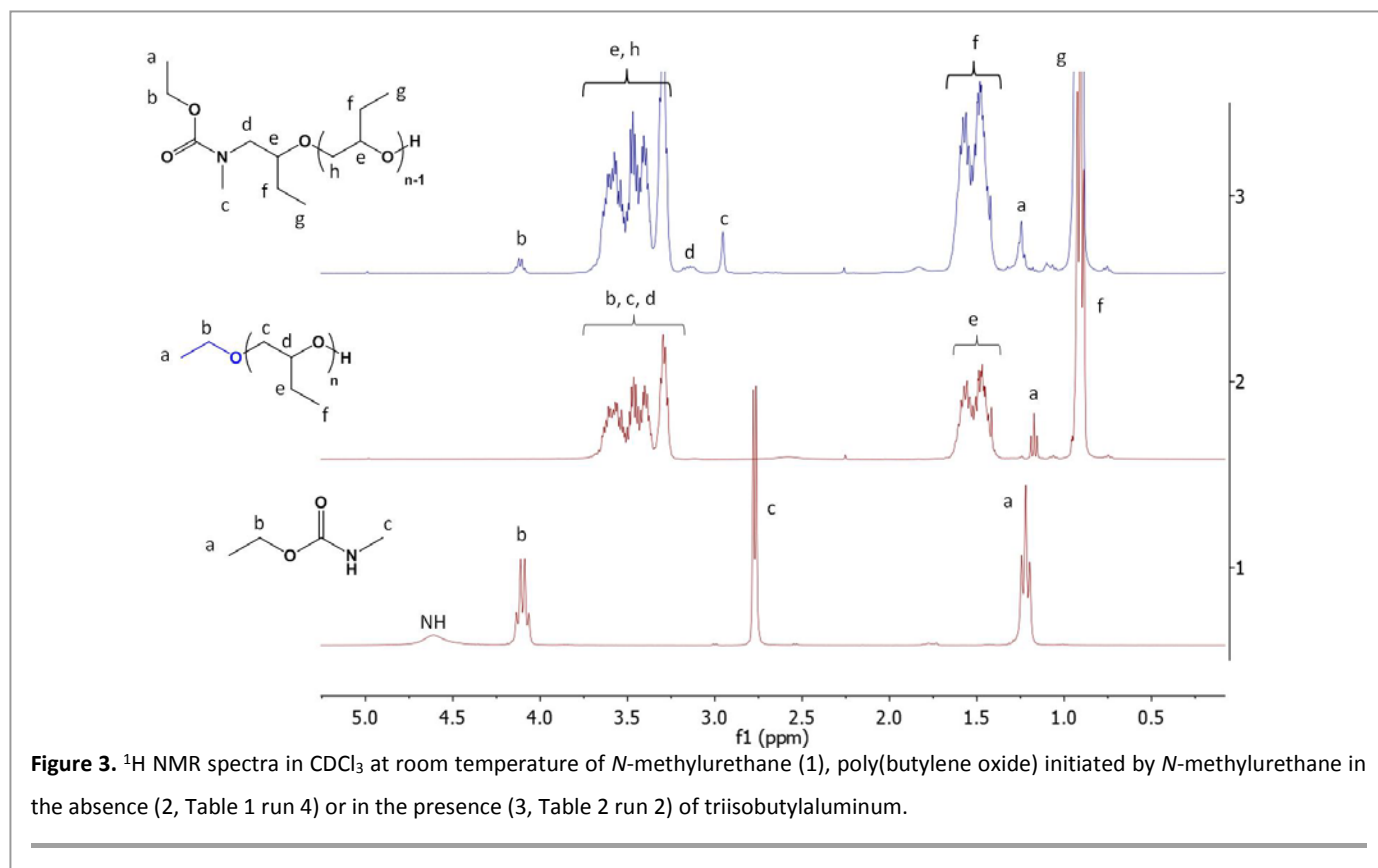 a
b
O
O
N
c
d
e
f
g
O
h
f
g
e
O
H
n-1
e, h
f
g
b
d
c
a
3
a
b
O
c
d
O
H
n
e
f
b, c, d
e
a
f
2
a
b
O
O
N
H
c
NH
b
c
a
1
5.0 4.5 4.0 3.5 3.0 2.5 2.0 1.5 1.0 0.5
f1 (ppm)
Figure 3. ¹H NMR spectra in CDCl₃ at room temperature of N-methylurethane (1), poly(butylene oxide) initiated by N-methylurethane in
the absence (2, Table 1 run 4) or in the presence (3, Table 2 run 2) of triisobutylaluminum.